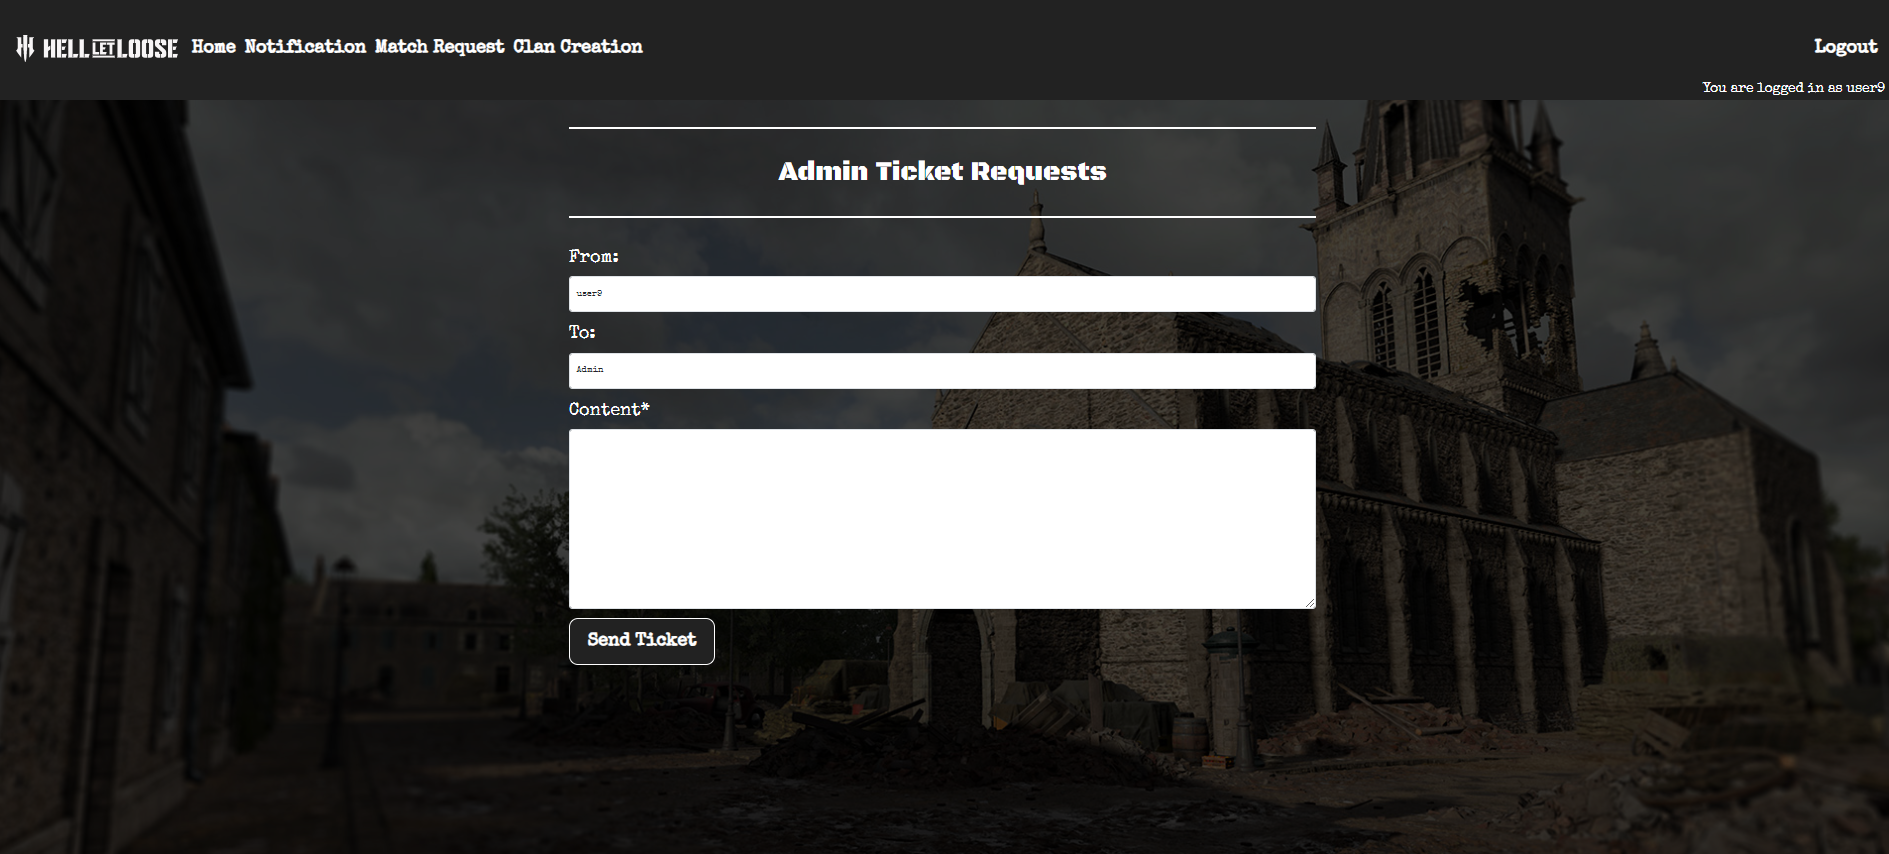 HELL LET LOOSE Home Notification Match Request Clan Creation Logout
You are logged in as user9
Admin Ticket Requests
From:
user9
To:
Admin
Content*
Send Ticket